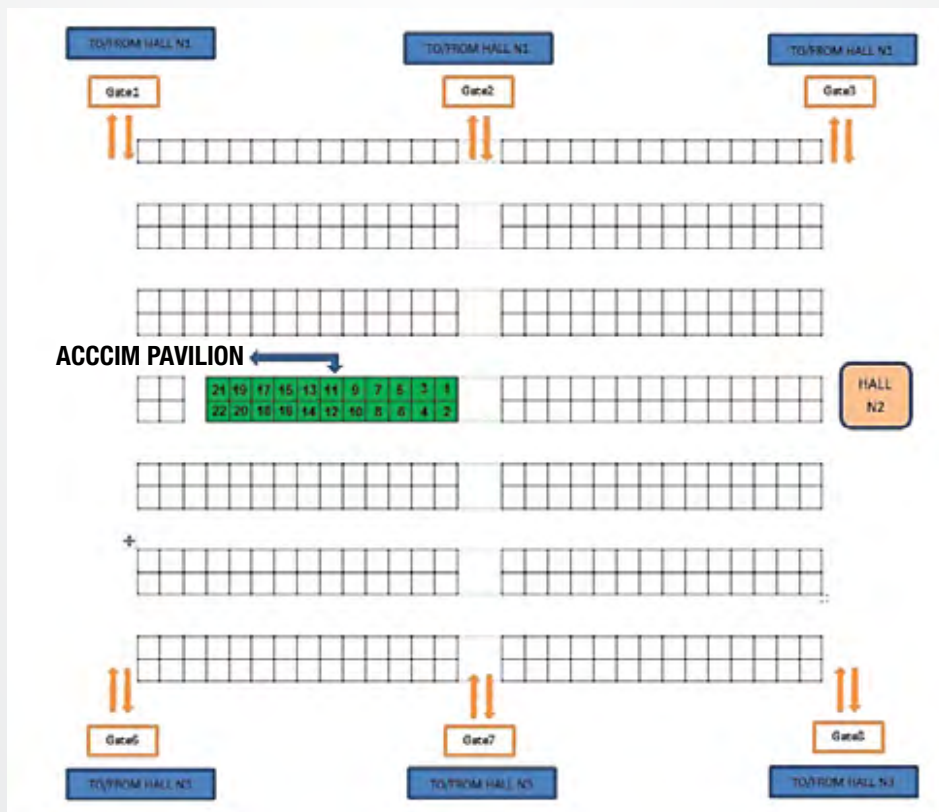 TO/FROM HALL N1
TO/FROM HALL N1
TO/FROM HALL N1
Gate1
Gate2
Gate3
ACCCIM PAVILION
21 19 17 15 13 11 9 7 5 3 1
22 20 18 16 14 12 10 8 6 4 2
HALL
N2
Gate6
Gate7
Gate8
TO/FROM HALL N3
TO/FROM HALL N3
TO/FROM HALL N3